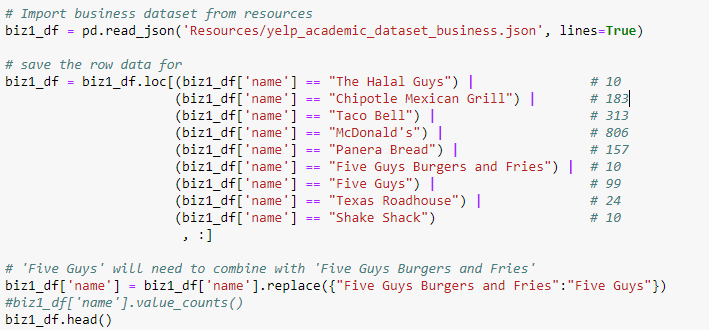 # Import business dataset from resources
biz1_df = pd.read_json('Resources/yelp_academic_dataset_business.json', lines=True)
# save the row data for
biz1_df = biz1_df.loc[(biz1_df['name'] == "The Halal Guys") | # 10
(biz1_df['name'] == "Chipotle Mexican Grill") | # 183
(biz1_df['name'] == "Taco Bell") | # 313
(biz1_df['name'] == "McDonald's") | # 806
(biz1_df['name'] == "Panera Bread") | # 157
(biz1_df['name'] == "Five Guys Burgers and Fries") | # 10
(biz1_df['name'] == "Five Guys") | # 99
(biz1_df['name'] == "Texas Roadhouse") | # 24
(biz1_df['name'] == "Shake Shack") # 10
, :]
# 'Five Guys' will need to combine with 'Five Guys Burgers and Fries'
biz1_df['name'] = biz1_df['name'].replace({"Five Guys Burgers and Fries":"Five Guys"})
#biz1_df['name'].value_counts()
biz1_df.head()